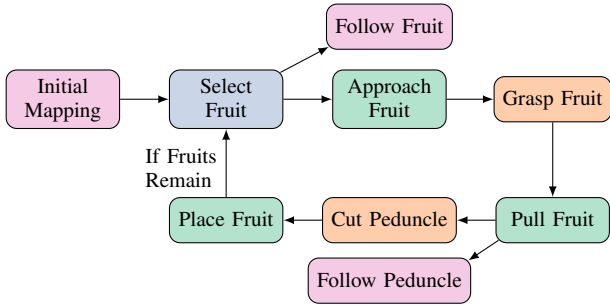 Follow Fruit
Initial
Mapping
Select
Fruit
Approach
Fruit
Grasp Fruit
If Fruits
Remain
Place Fruit
Cut Peduncle
Pull Fruit
Follow Peduncle